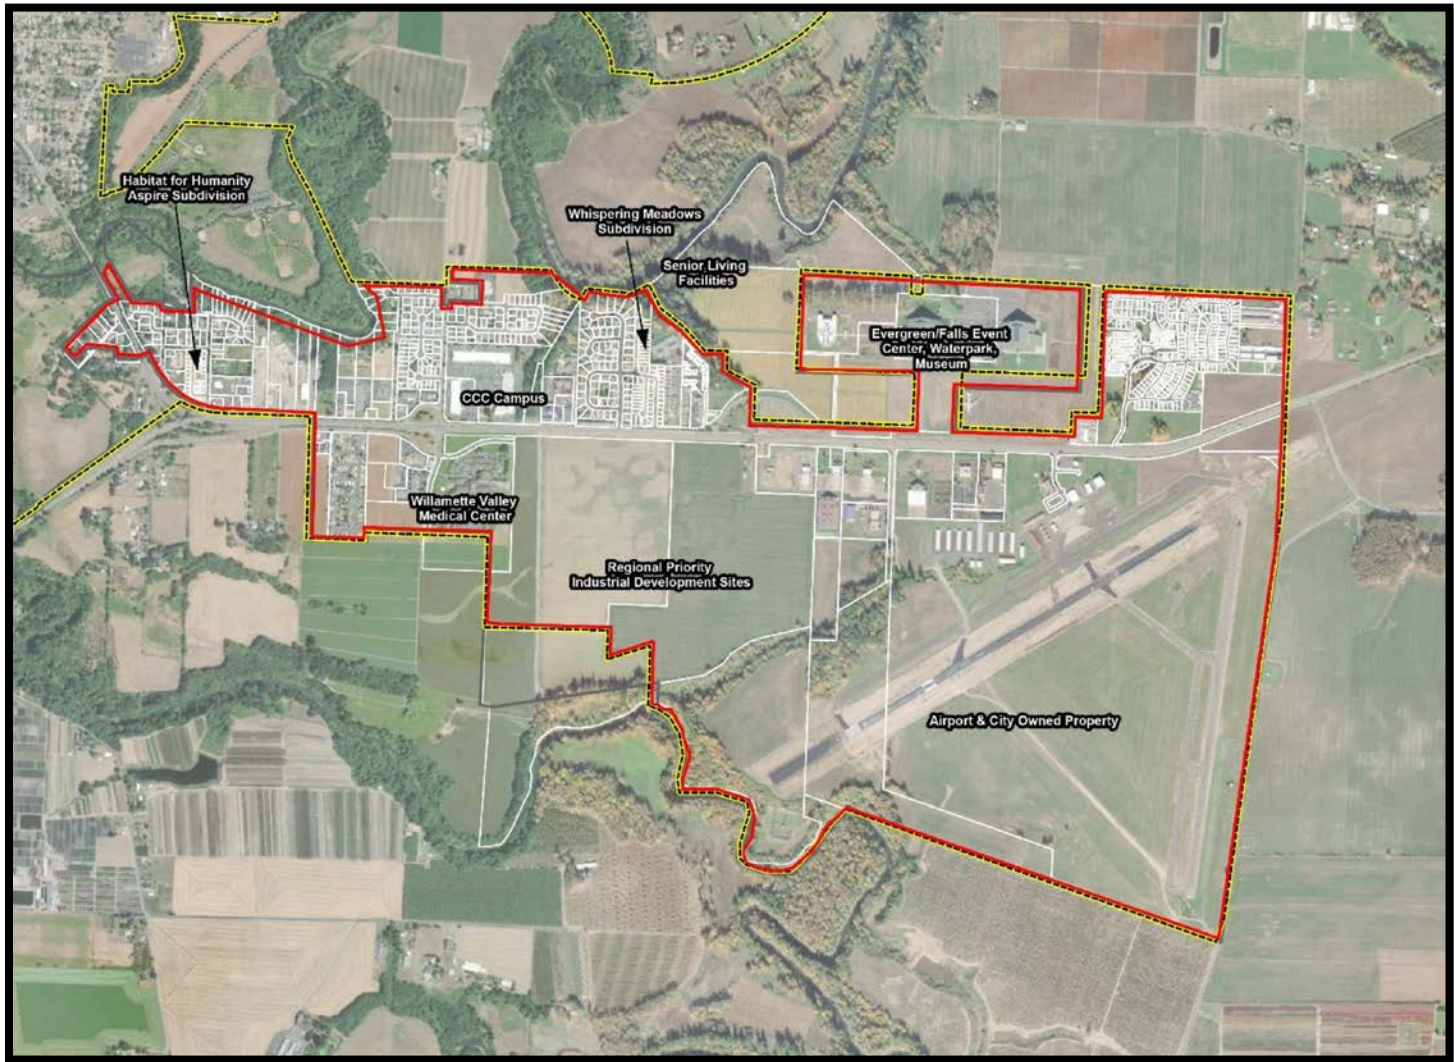 Habitat for Humanity
Aspire Subdivision
Whispering Meadows
Subdivision
Senior Living
Facilities
Evergreen/Falls Event
Center, Waterpark,
Museum
CCC Campus
Willamette Valley
Medical Center
Regional Priority
Industrial Development Sites
Airport & City Owned Property